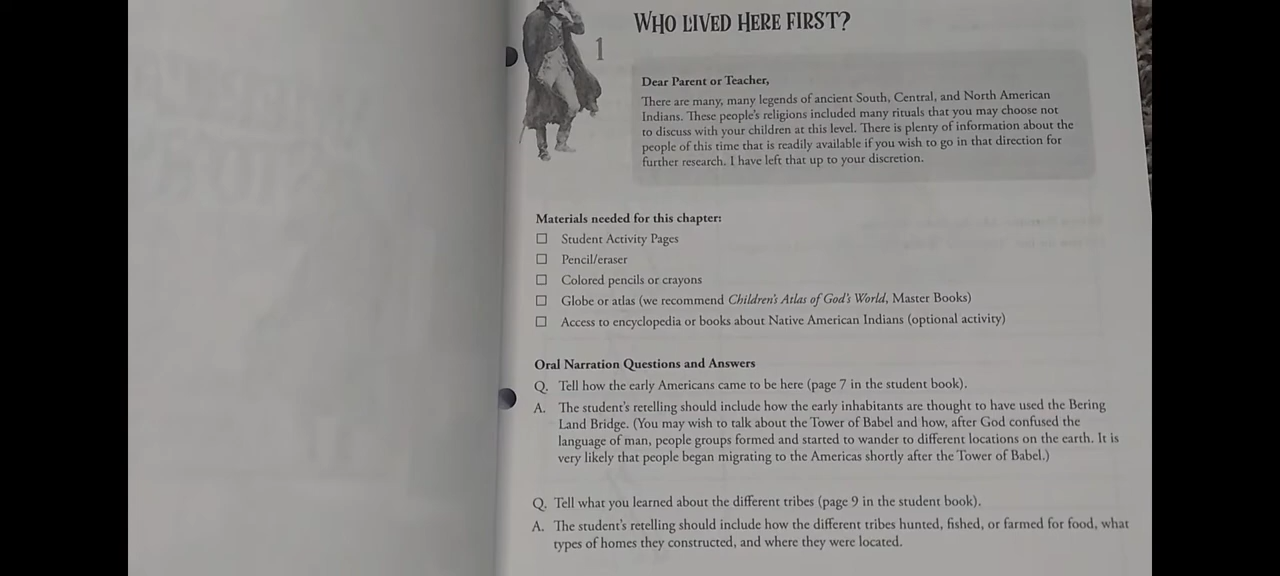 WHO LIVED HERE FIRST?
1
Dear Parent or Teacher,
There are many, many legends of ancient South, Central, and North American
Indians. These people's religions included many rituals that you may choose not
to discuss with your children at this level. There is plenty of information about the
people of this time that is readily available if you wish to go in that direction for
further research. I have left that up to your discretion.
Materials needed for this chapter:
☐ Student Activity Pages
☐ Pencil/eraser
☐ Colored pencils or crayons
☐ Globe or atlas (we recommend Children's Atlas of God's World, Master Books)
☐ Access to encyclopedia or books about Native American Indians (optional activity)
Oral Narration Questions and Answers
Q. Tell how the early Americans came to be here (page 7 in the student book).
A. The student's retelling should include how the early inhabitants are thought to have used the Bering
Land Bridge. (You may wish to talk about the Tower of Babel and how, after God confused the
language of man, people groups formed and started to wander to different locations on the earth. It is
very likely that people began migrating to the Americas shortly after the Tower of Babel.)
Q. Tell what you learned about the different tribes (page 9 in the student book).
A. The student's retelling should include how the different tribes hunted, fished, or farmed for food, what
types of homes they constructed, and where they were located.